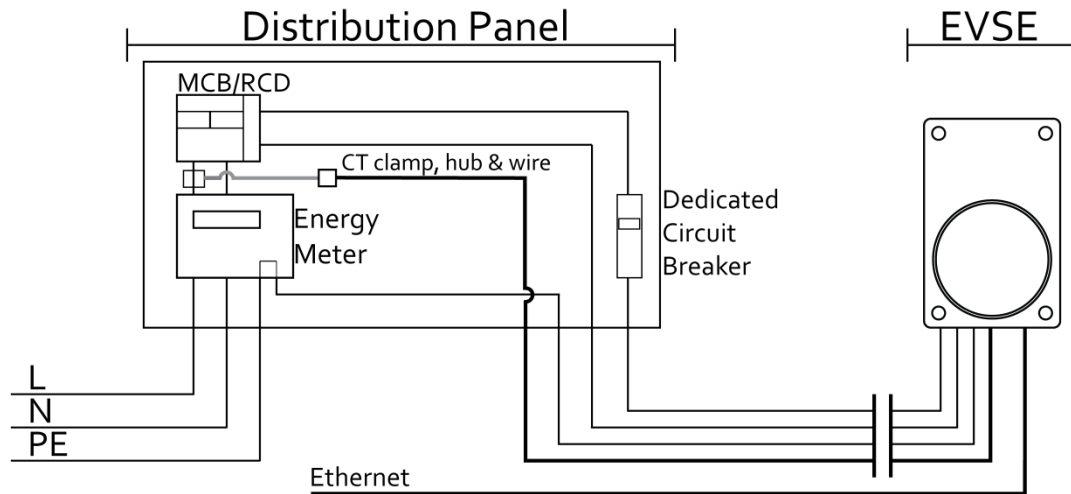 Distribution Panel
EVSE
MCB/RCD
CT clamp, hub & wire
Energy
Meter
Dedicated
Circuit
Breaker
L
N
PE
Ethernet